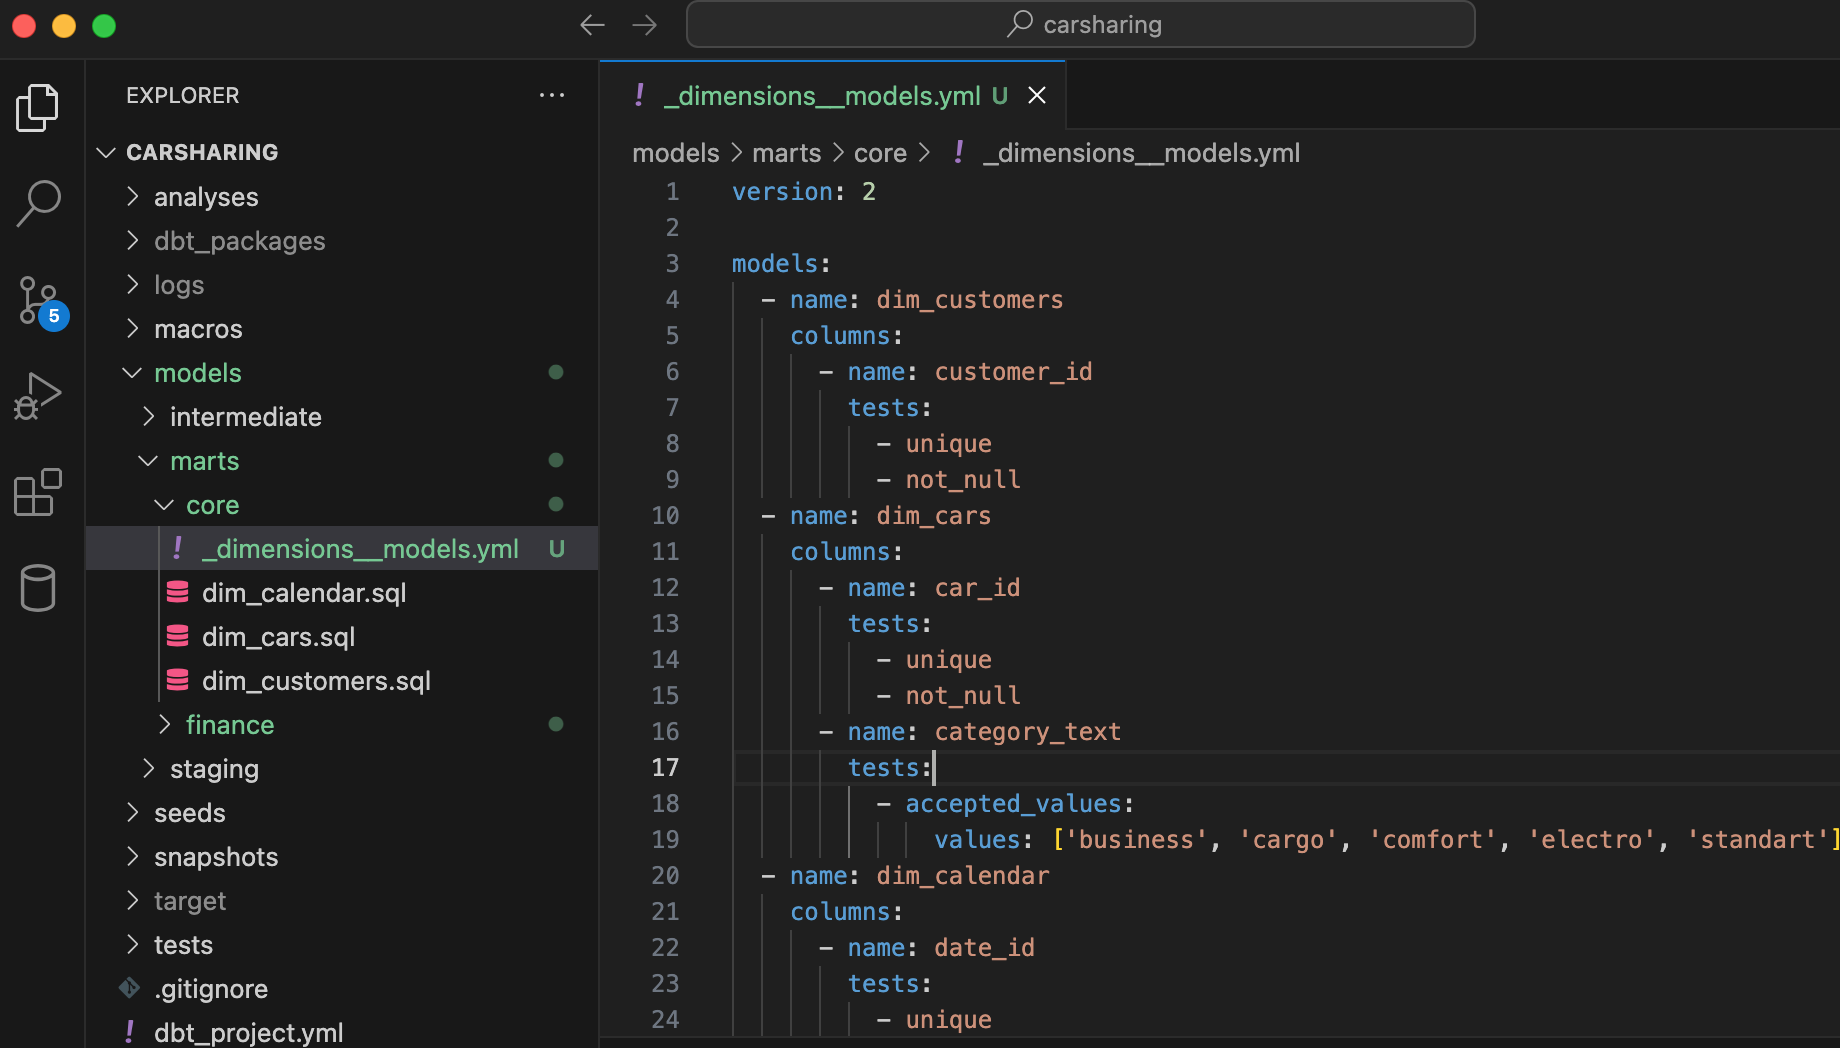 carsharing
EXPLORER
CARSHARING
analyses
dbt_packages
logs
macros
5
models
intermediate
marts
core
_dimensions__models.yml U
dim_calendar.sql
dim_cars.sql
dim_customers.sql
finance
staging
seeds
snapshots
target
tests
.gitignore
! dbt_project.yml
! _dimensions__models.yml U
models > marts > core > ! _dimensions__models.yml
1 version: 2
2
3 models:
4 - name: dim_customers
5 columns:
6 - name: customer_id
7 tests:
8 - unique
9 - not_null
10 - name: dim_cars
11 columns:
12 - name: car_id
13 tests:
14 - unique
15 - not_null
16 - name: category_text
17 tests:
18 - accepted_values:
19 values: ['business', 'cargo', 'comfort', 'electro', 'standart']
20 - name: dim_calendar
21 columns:
22 - name: date_id
23 tests:
24 - unique